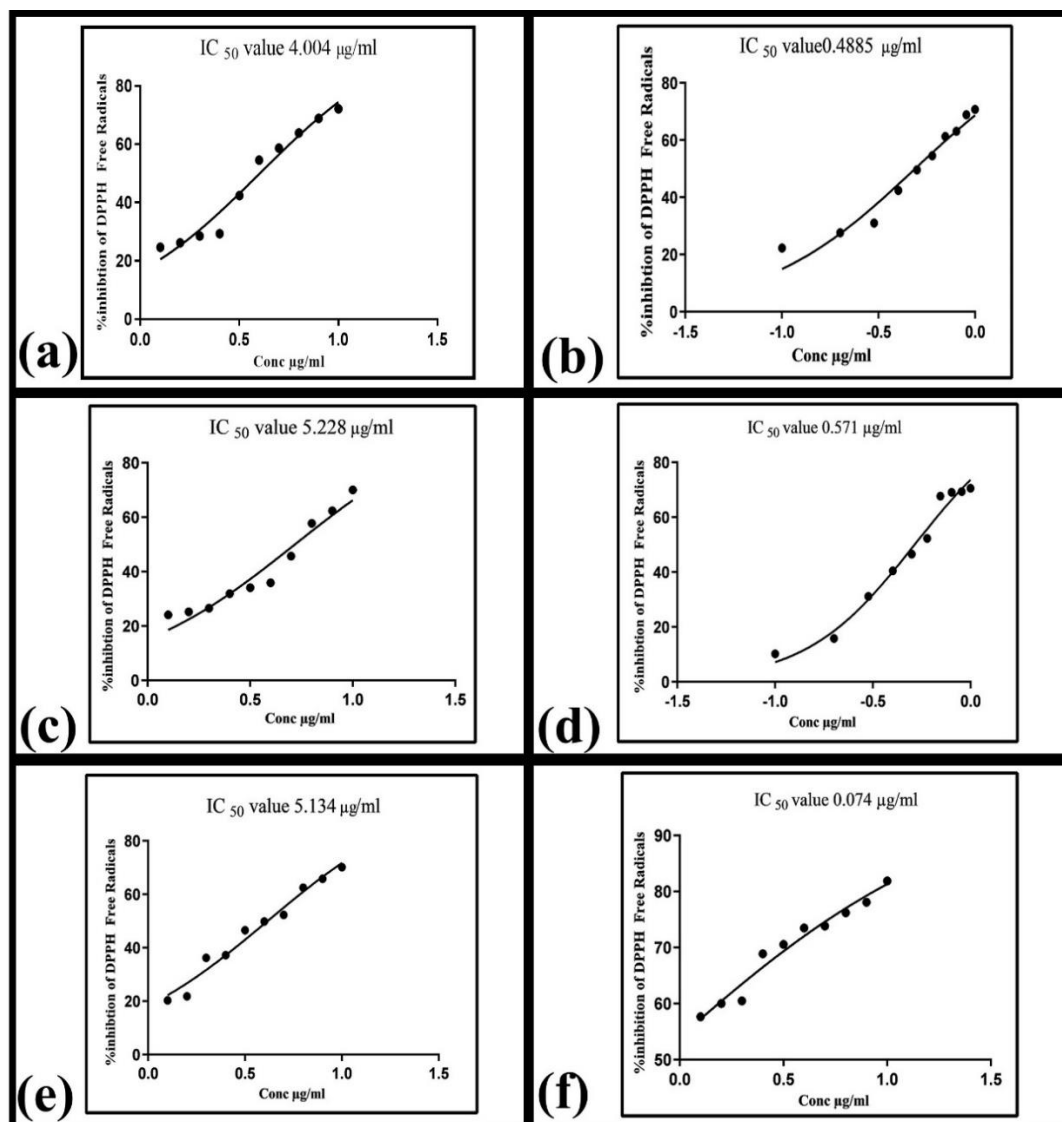 IC 50 value 4.004 µg/ml
%inhibtion of DPPH Free Radicals
80
60
40
20
0
0.0 0.5 1.0 1.5
Conc µg/ml
(a)
IC 50 value0.4885 µg/ml
%inhibtion of DPPH Free Radicals
80
60
40
20
0
-1.5 -1.0 -0.5 0.0
Conc µg/ml
(b)
IC 50 value 5.228 µg/ml
%inhibtion of DPPH Free Radicals
80
60
40
20
0
0.0 0.5 1.0 1.5
Conc µg/ml
(c)
IC 50 value 0.571 µg/ml
%inhibtion of DPPH Free Radicals
80
60
40
20
0
-1.5 -1.0 -0.5 0.0
Conc µg/ml
(d)
IC 50 value 5.134 µg/ml
%inhibtion of DPPH Free Radicals
80
60
40
20
0
0.0 0.5 1.0 1.5
Conc µg/ml
(e)
IC 50 value 0.074 µg/ml
%inhibition of DPPH Free Radicals
90
80
70
60
50
0.0 0.5 1.0 1.5
Conc µg/ml
(f)